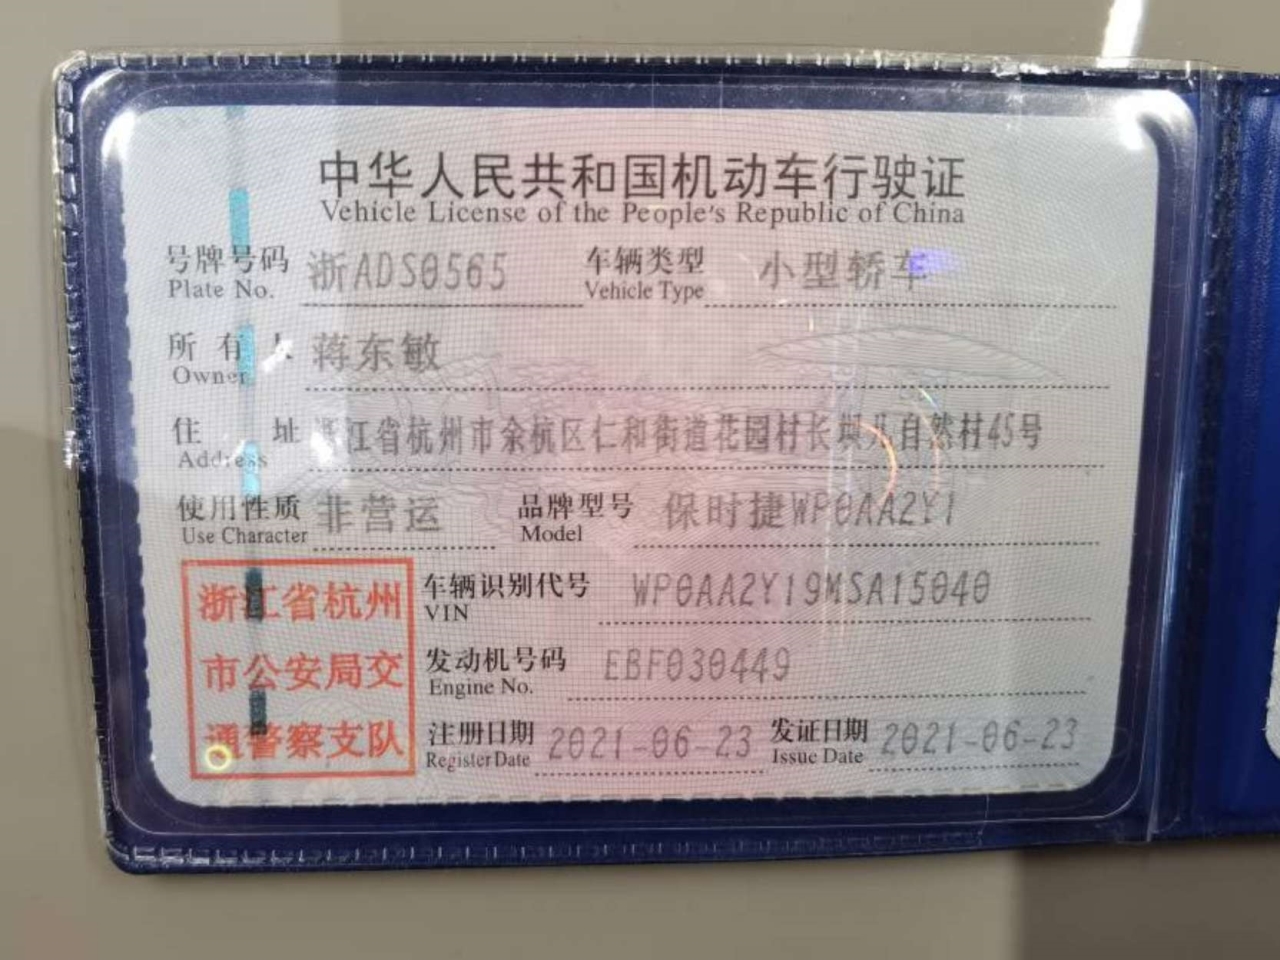 中华人民共和国机动车行驶证
Vehicle License of the People's Republic of China
号牌号码 浙ADS0565 车辆类型 小型轿车
Plate No. Vehicle Type
所有人 蒋东敏
Owner
住址 浙江省杭州市余杭区仁和街道花园村长坝及自然村45号
Address
使用性质 非营运 品牌型号 保时捷WP0AA2Y1
Use Character Model
浙江省杭州
市公安局交
通警察支队
车辆识别代号 WP0AA2Y19MSA15040
VIN
发动机号码 EBF030449
Engine No.
注册日期 2021-06-23 发证日期 2021-06-23
Register Date Issue Date